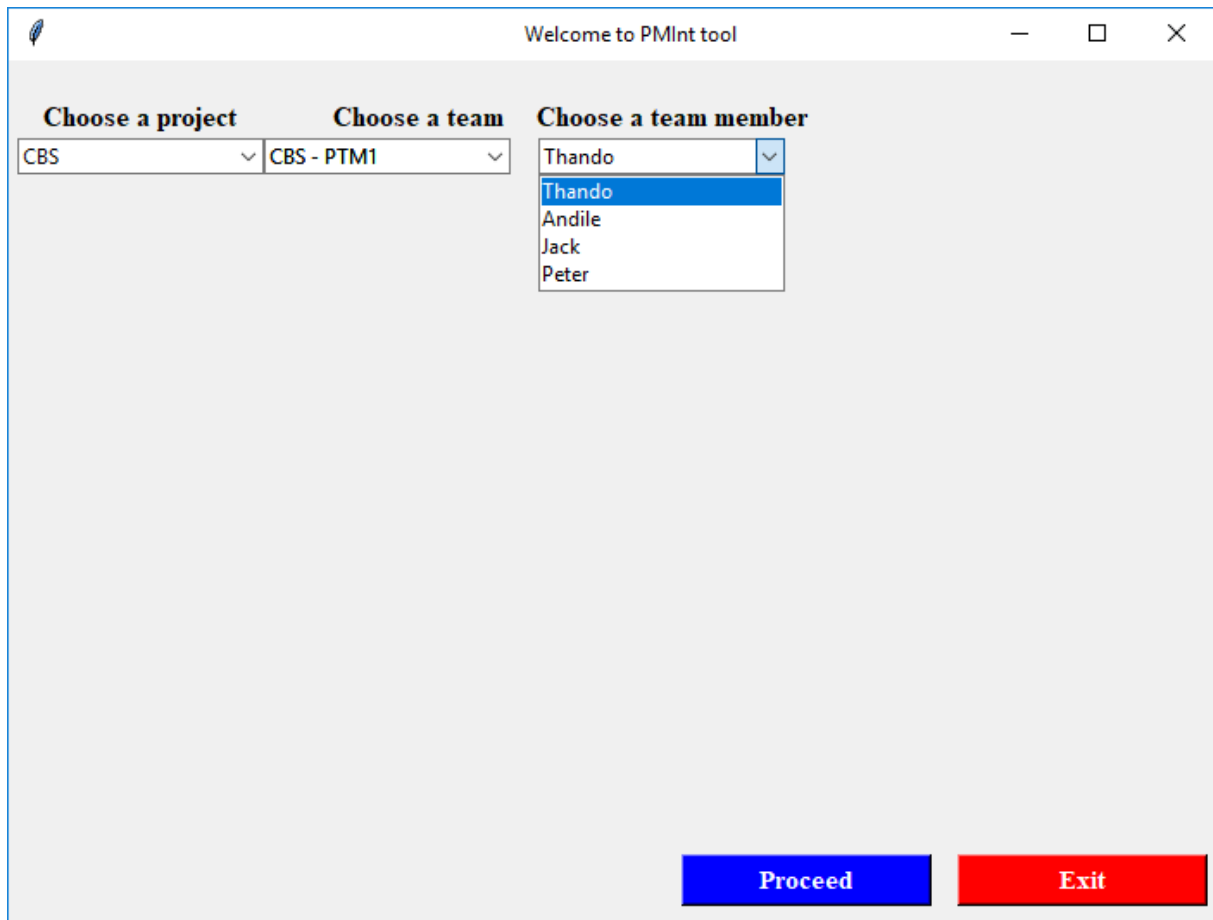 Welcome to PMInt tool
Choose a project Choose a team Choose a team member
CBS CBS - PTM1 Thando
Thando
Andile
Jack
Peter
Proceed Exit